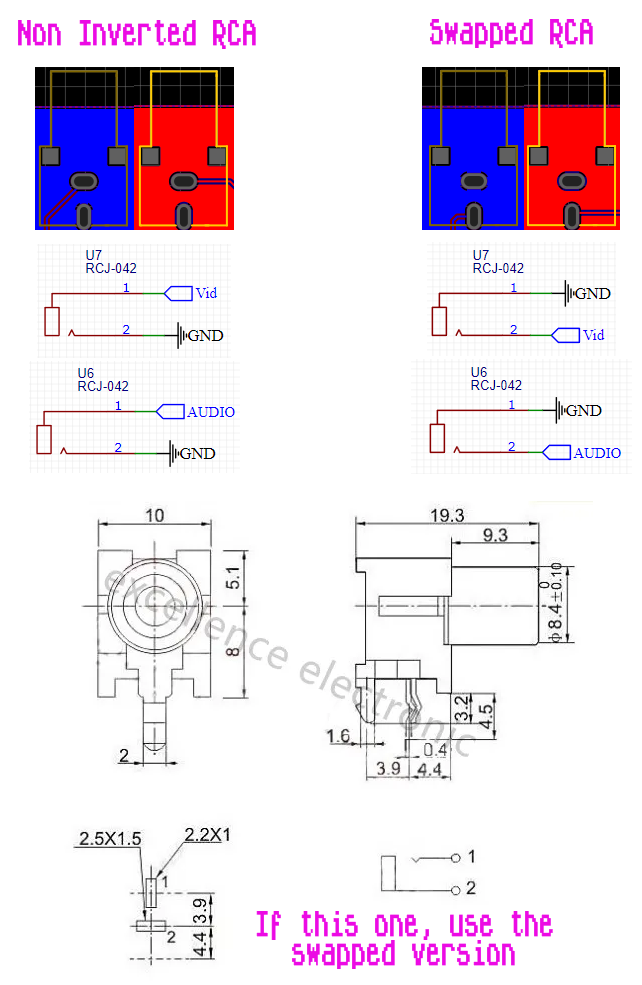 Non Inverted RCA
Swapped RCA
U7
RCJ-042
1
Vid
2
GND
U7
RCJ-042
1
GND
2
Vid
U6
RCJ-042
1
AUDIO
2
GND
U6
RCJ-042
1
GND
2
AUDIO
10
5.1
8
2
19.3
9.3
0
ϕ8.4±0.10
3.2
4.5
1.6
0.4
3.9
4.4
excellence electronic
2.5X1.5
2.2X1
1
3.9
2
4.4
1
2
If this one, use the
swapped version